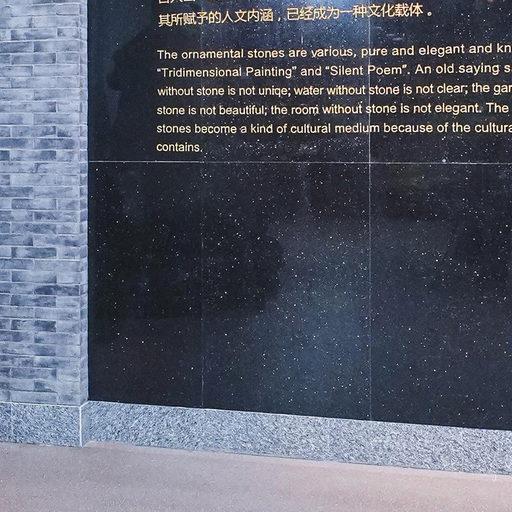 其所赋予的人文内涵，已经成为一种文化载体。
The ornamental stones are various, pure and elegant and kn
"Tridimensional Painting" and "Silent Poem". An old saying s
without stone is not uniqe; water without stone is not clear; the gar
stone is not beautiful; the room without stone is not elegant. The
stones become a kind of cultural medium because of the cultura
contains.